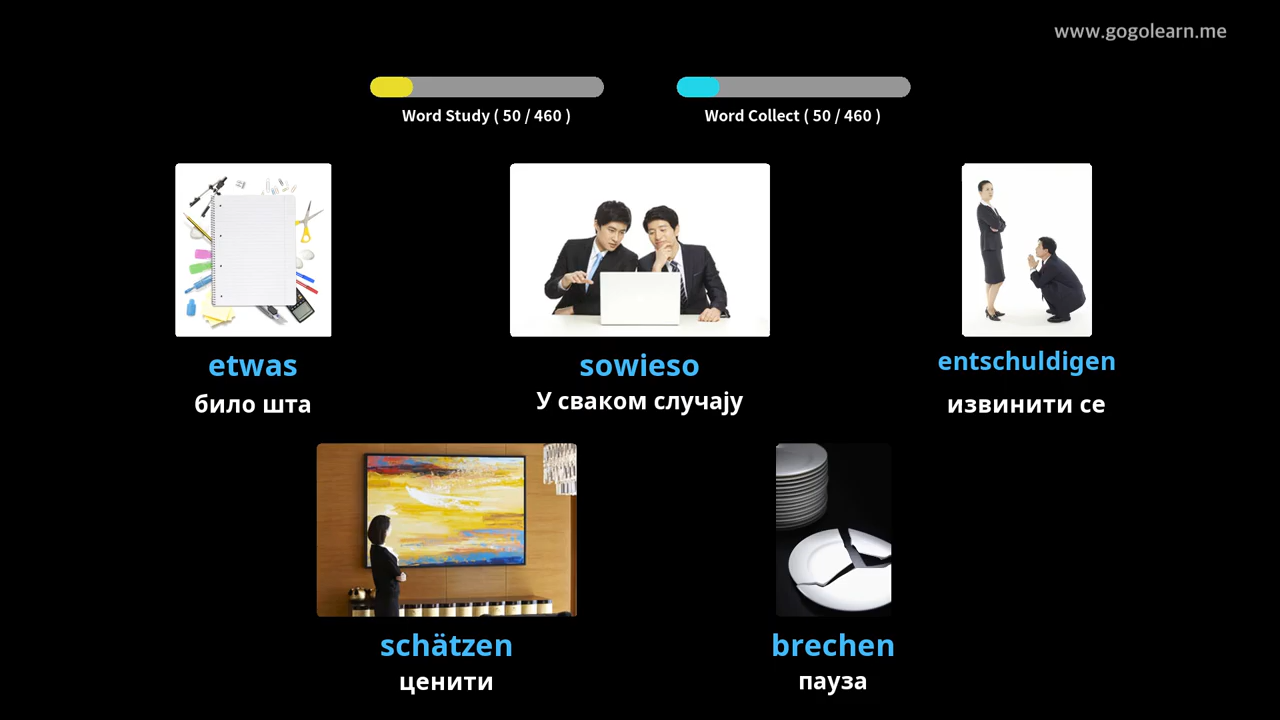 www.gogolearn.me
Word Study ( 50 / 460 )
Word Collect ( 50 / 460 )
etwas
било шта
sowieso
У сваком случају
entschuldigen
извинити се
schätzen
ценити
brechen
пауза